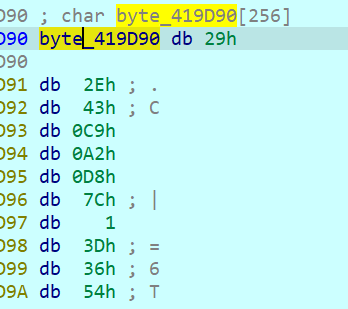 D90 ; char byte_419D90[256]
D90 byte_419D90 db 29h
D90
D91 db 2Eh ; .
D92 db 43h ; C
D93 db 0C9h
D94 db 0A2h
D95 db 0D8h
D96 db 7Ch ; |
D97 db 1
D98 db 3Dh ; =
D99 db 36h ; 6
D9A db 54h ; T